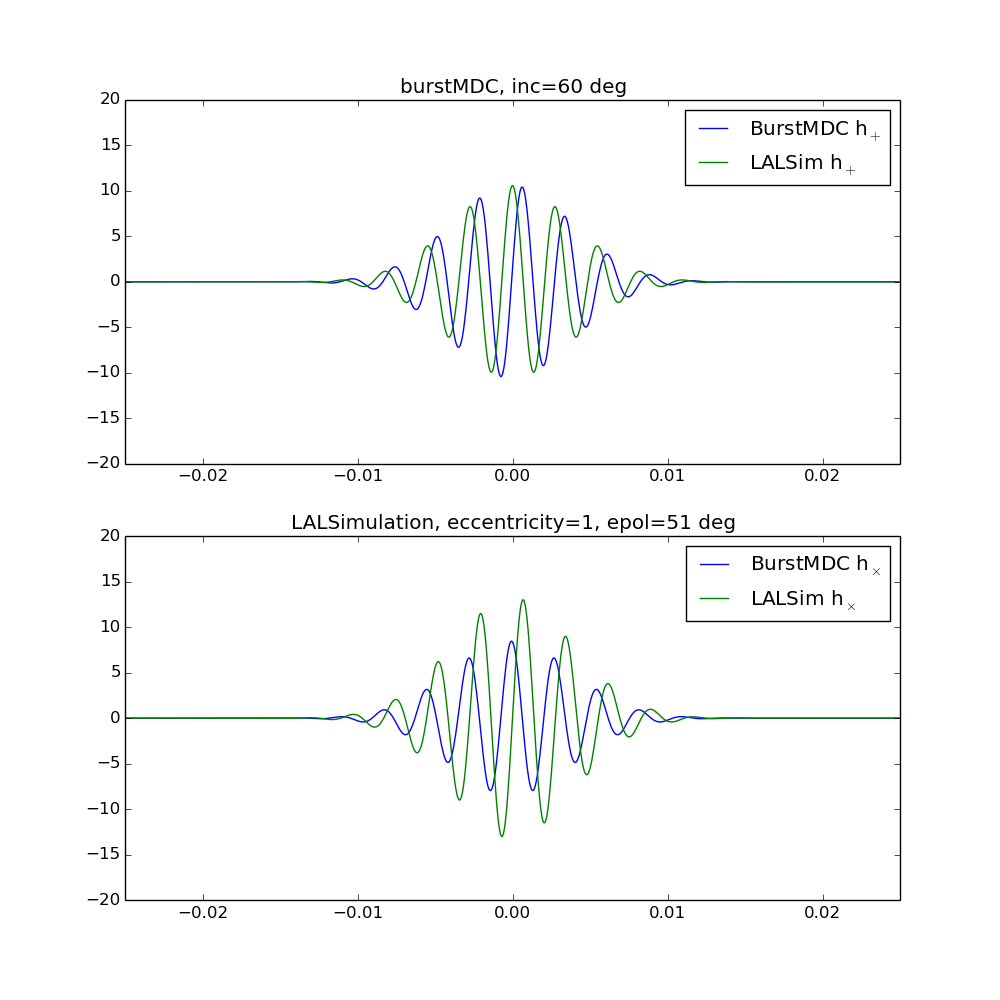 burstMDC, inc=60 deg
20
15
10
5
0
−5
−10
−15
−20
BurstMDC h₊
LALSim h₊
−0.02 −0.01 0.00 0.01 0.02
LALSimulation, eccentricity=1, epol=51 deg
20
15
10
5
0
−5
−10
−15
−20
BurstMDC h×
LALSim h×
−0.02 −0.01 0.00 0.01 0.02